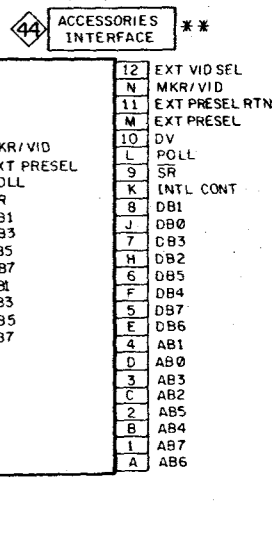 44 ACCESSORIES INTERFACE **
12 EXT VID SEL
N MKR/VID
11 EXT PRESEL RTN
M EXT PRESEL
10 DV
L POLL
9 SR
K INTL CONT
8 DB1
J DB0
7 DB3
H DB2
6 DB5
F DB4
5 DB7
E DB6
4 AB1
D AB0
3 AB3
C AB2
2 AB5
B AB4
1 AB7
A AB6
KR/VID
XT PRESEL
OLL
R
B1
B3
B5
B7
B1
B3
B5
B7